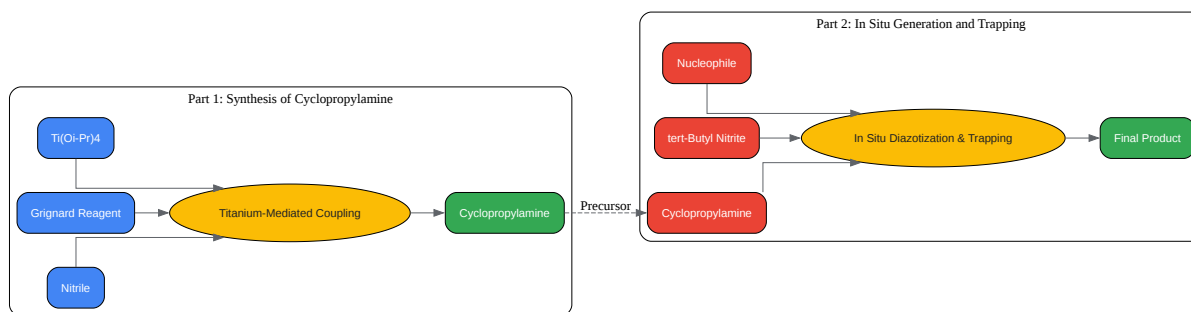 Part 1: Synthesis of Cyclopropylamine
Ti(Oi-Pr)4
Grignard Reagent
Nitrile
Titanium-Mediated Coupling
Cyclopropylamine
Precursor
Part 2: In Situ Generation and Trapping
Nucleophile
tert-Butyl Nitrite
Cyclopropylamine
In Situ Diazotization & Trapping
Final Product